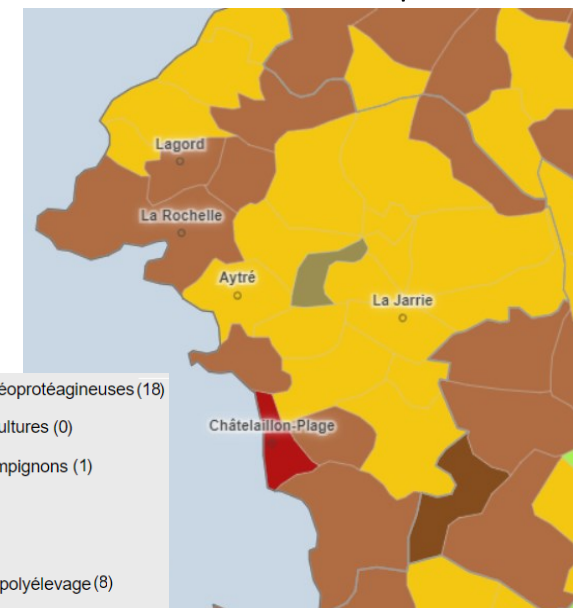 Lagord
La Rochelle
Aytré
La Jarrie
éoprotéagineuses (18)
Châtelaillon-Plage
ultures (0)
mpignons (1)
polyélevage (8)